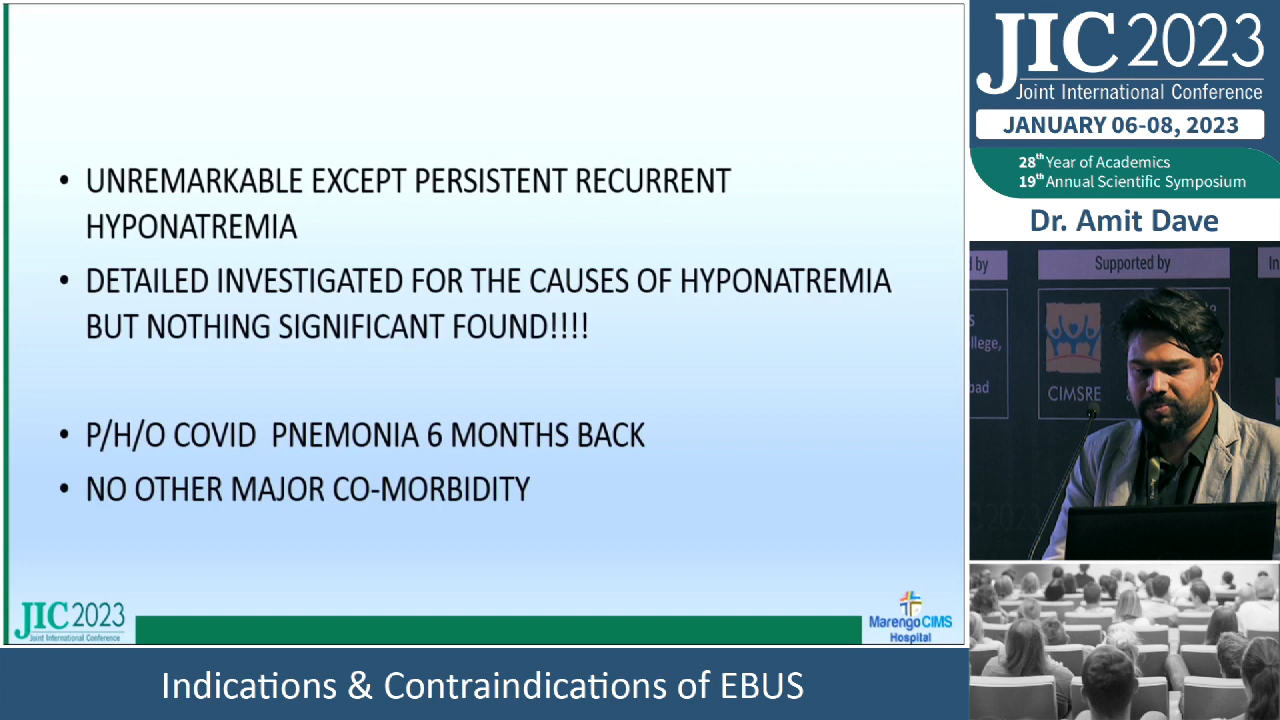 • UNREMARKABLE EXCEPT PERSISTENT RECURRENT
HYPONATREMIA
• DETAILED INVESTIGATED FOR THE CAUSES OF HYPONATREMIA
BUT NOTHING SIGNIFICANT FOUND!!!!
• P/H/O COVID PNEMONIA 6 MONTHS BACK
• NO OTHER MAJOR CO-MORBIDITY
JIC 2023
Joint International Conference
Marengo CIMS
Hospital
Indications & Contraindications of EBUS
JIC 2023
Joint International Conference
JANUARY 06-08, 2023
28th Year of Academics
19th Annual Scientific Symposium
Dr. Amit Dave
by
Supported by
In
CIMSRE